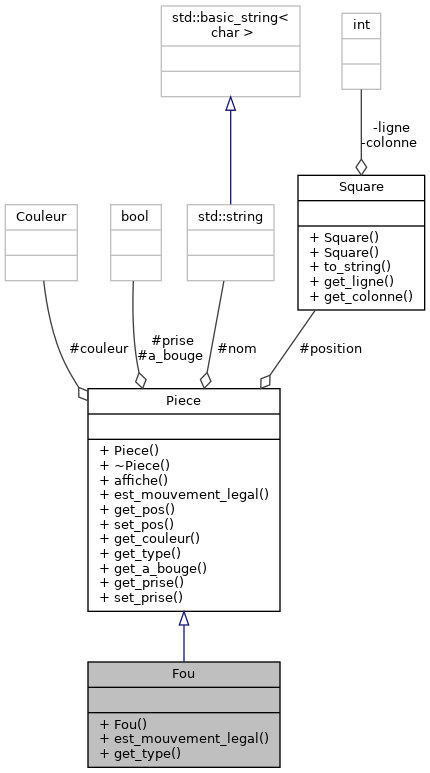 std::basic_string<
char >
int
-ligne
-colonne
Square
+ Square()
+ Square()
+ to_string()
+ get_ligne()
+ get_colonne()
Couleur
bool
std::string
#couleur
#prise
#a_bouge
#nom
#position
Piece
+ Piece()
+ ~Piece()
+ affiche()
+ est_mouvement_legal()
+ get_pos()
+ set_pos()
+ get_couleur()
+ get_type()
+ get_a_bouge()
+ get_prise()
+ set_prise()
Fou
+ Fou()
+ est_mouvement_legal()
+ get_type()